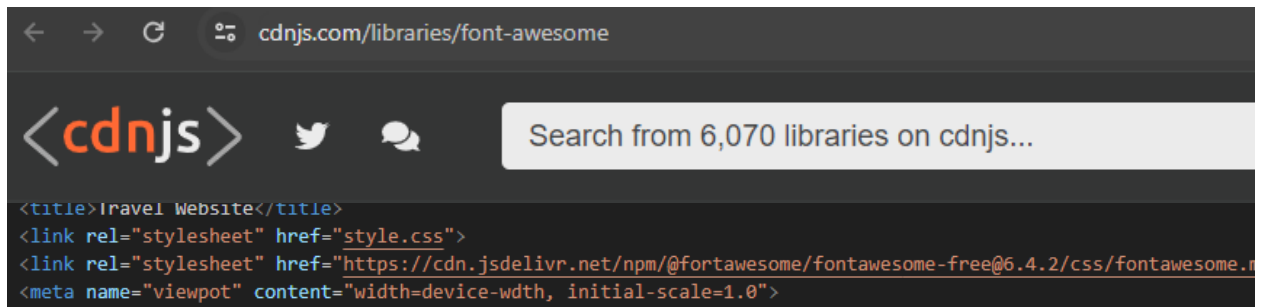 cdnjs.com/libraries/font-awesome
<cdnjs> Search from 6,070 libraries on cdnjs...
<title>Travel Website</title>
<link rel="stylesheet" href="style.css">
<link rel="stylesheet" href="https://cdn.jsdelivr.net/npm/@fortawesome/fontawesome-free@6.4.2/css/fontawesome.m
<meta name="viewpot" content="width=device-wdth, initial-scale=1.0">